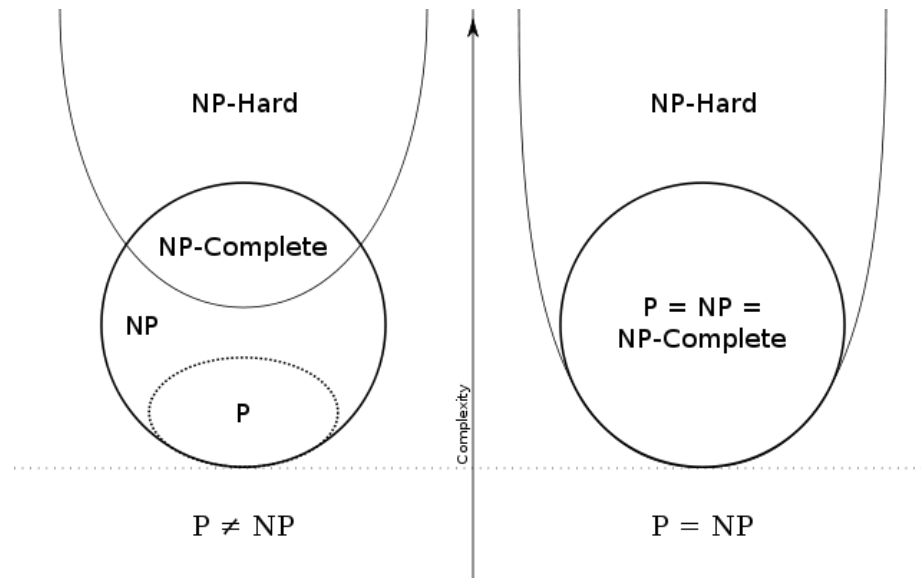 NP-Hard
NP-Complete
NP
P
P ≠ NP
Complexity
NP-Hard
P = NP =
NP-Complete
P = NP